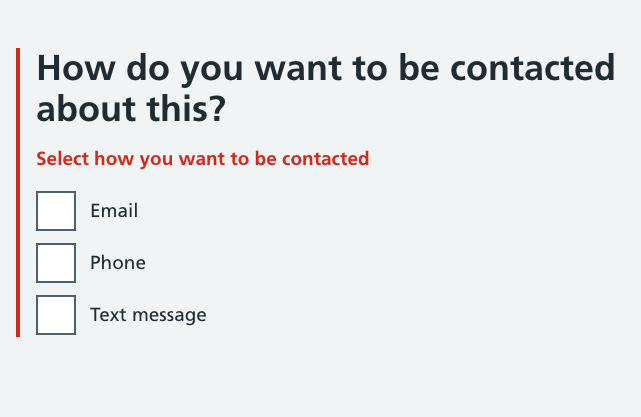 How do you want to be contacted
about this?
Select how you want to be contacted
Email
Phone
Text message